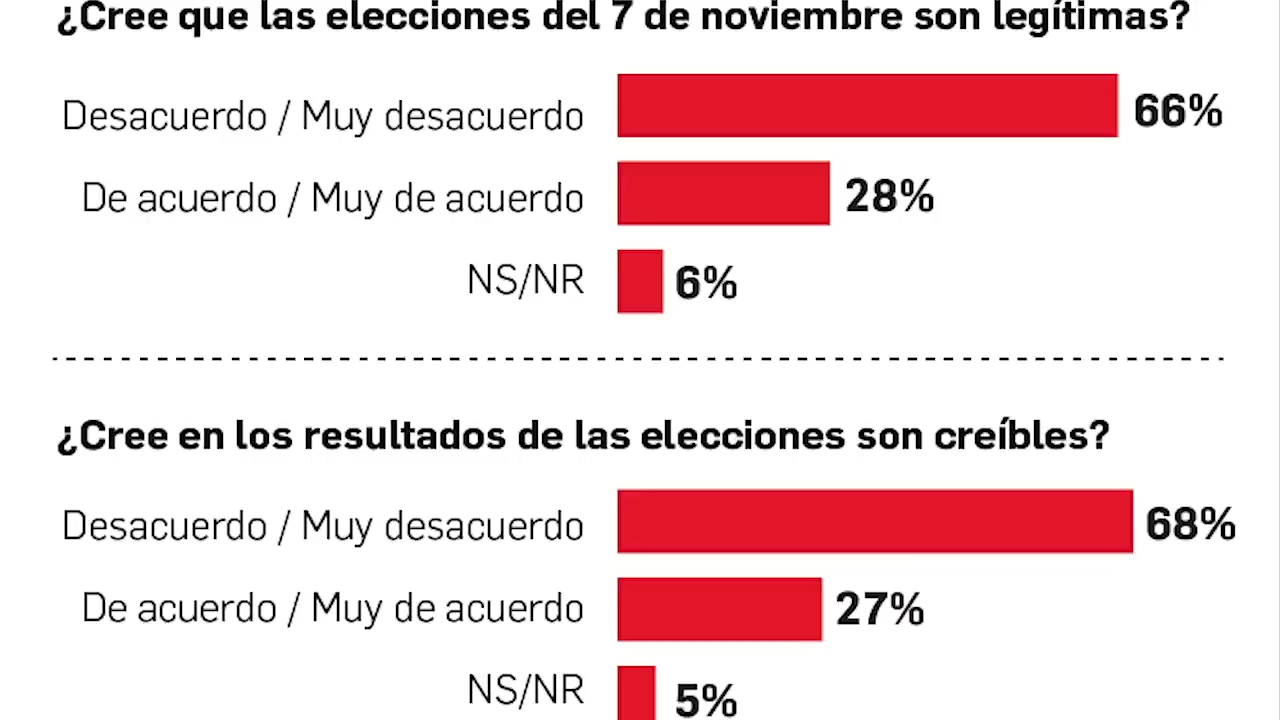 ¿Cree que las elecciones del 7 de noviembre son legítimas?
Desacuerdo / Muy desacuerdo 66%
De acuerdo / Muy de acuerdo 28%
NS/NR 6%
¿Cree en los resultados de las elecciones son creíbles?
Desacuerdo / Muy desacuerdo 68%
De acuerdo / Muy de acuerdo 27%
NS/NR 5%